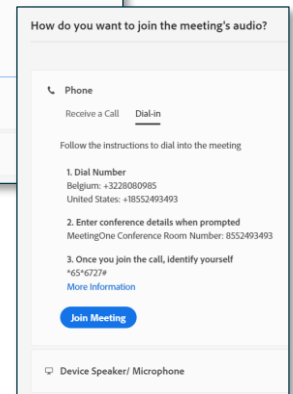 How do you want to join the meeting's audio?
Phone
Receive a Call Dial-in
Follow the instructions to dial into the meeting
1. Dial Number
Belgium: +3228080985
United States: +18552493493
2. Enter conference details when prompted
MeetingOne Conference Room Number: 8552493493
3. Once you join the call, identify yourself
*65*6727#
More Information
Join Meeting
Device Speaker/ Microphone